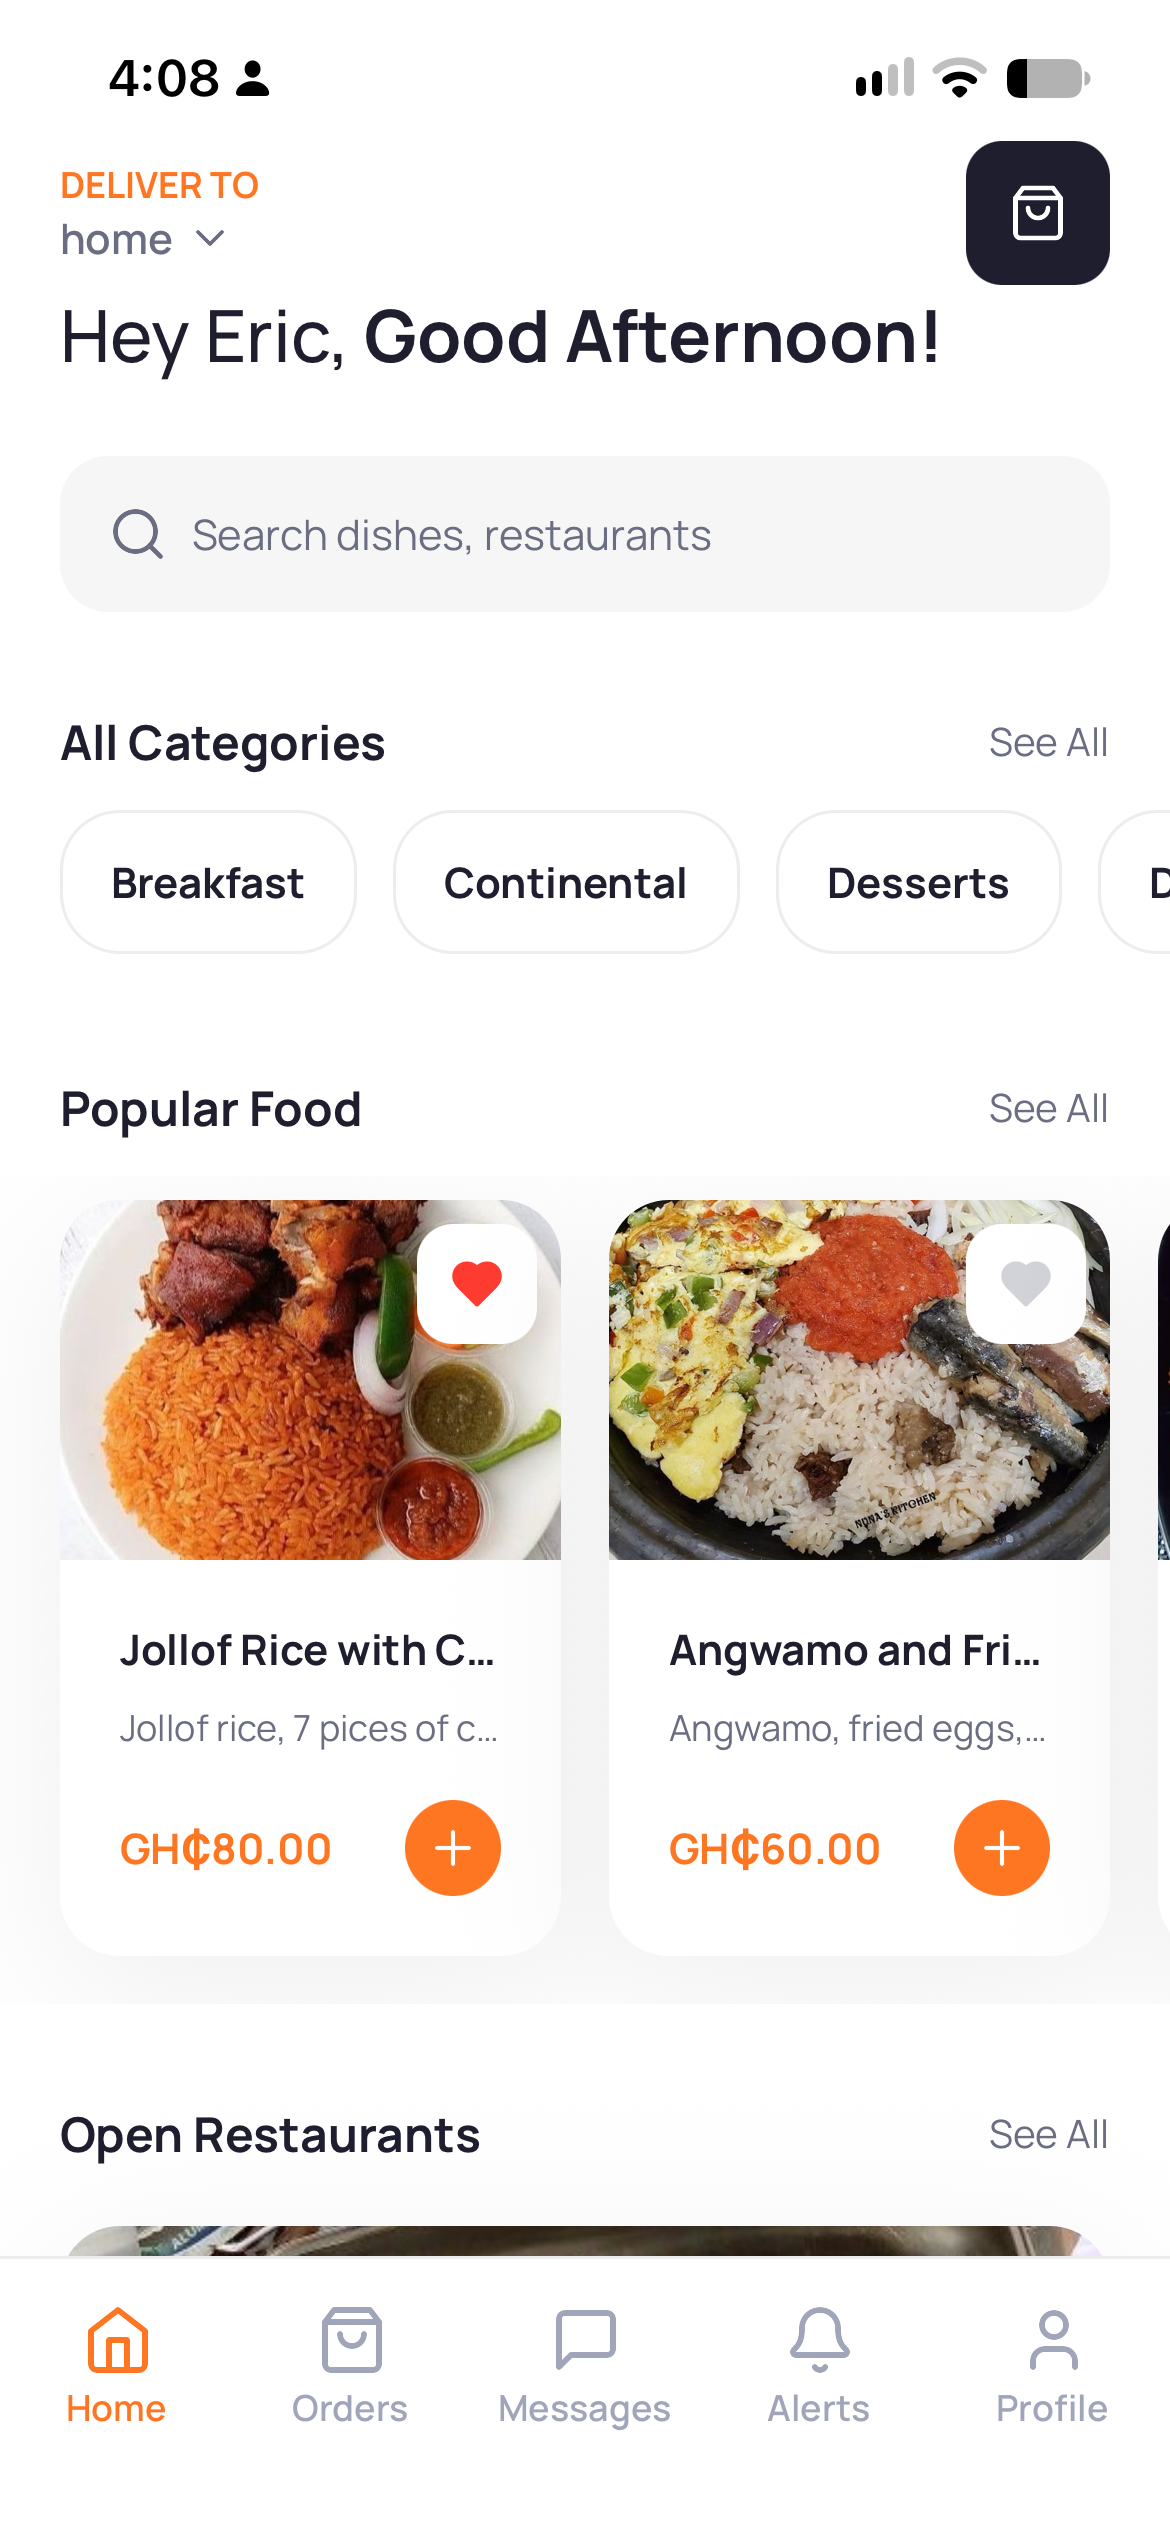 4:08
DELIVER TO
home
Hey Eric, Good Afternoon!
Search dishes, restaurants
All Categories
See All
Breakfast
Continental
Desserts
D
Popular Food
See All
NUNA'S KITCHEN
Jollof Rice with C...
Angwamo and Fri...
Jollof rice, 7 pices of c...
Angwamo, fried eggs,...
GH₵80.00
GH₵60.00
Open Restaurants
See All
Home
Orders
Messages
Alerts
Profile